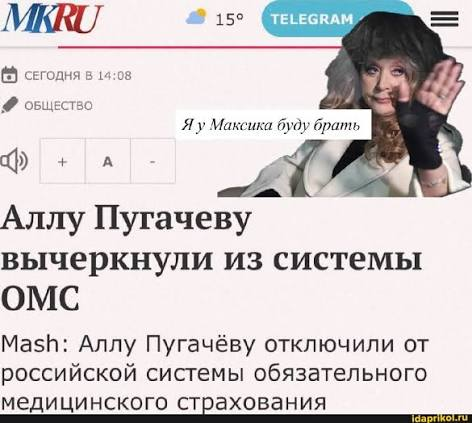 MKRU
15°
TELEGRAM
СЕГОДНЯ В 14:08
ОБЩЕСТВО
Я у Максика буду брать
+ А -
Аллу Пугачеву
вычеркнули из системы
ОМС
Mash: Аллу Пугачёву отключили от
российской системы обязательного
медицинского страхования
idaprikol.ru